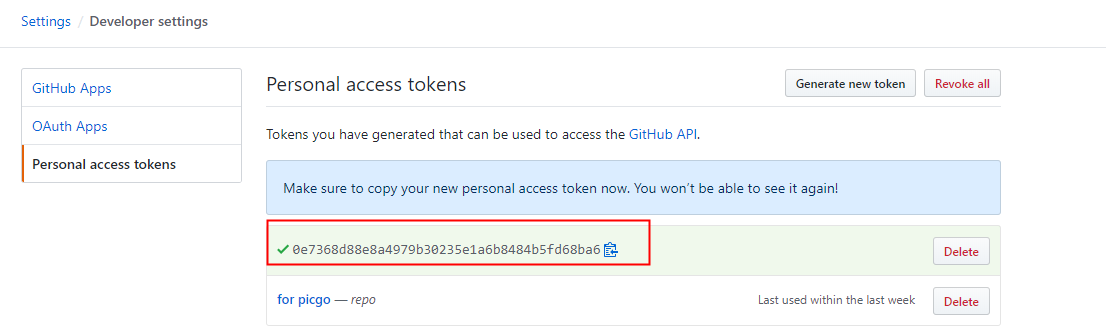 Settings / Developer settings
GitHub Apps
OAuth Apps
Personal access tokens
Personal access tokens
Generate new token
Revoke all
Tokens you have generated that can be used to access the GitHub API.
Make sure to copy your new personal access token now. You won't be able to see it again!
0e7368d88e8a4979b30235e1a6b8484b5fd68ba6
Delete
for picgo — repo
Last used within the last week
Delete